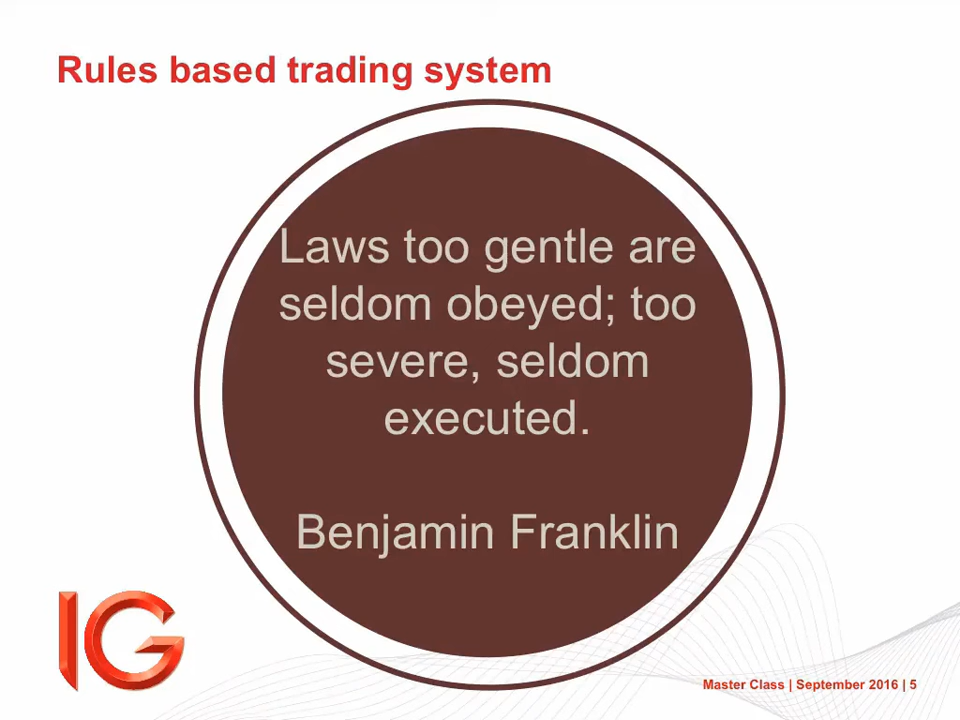 Rules based trading system
Laws too gentle are
seldom obeyed; too
severe, seldom
executed.
Benjamin Franklin
IG
Master Class | September 2016 | 5